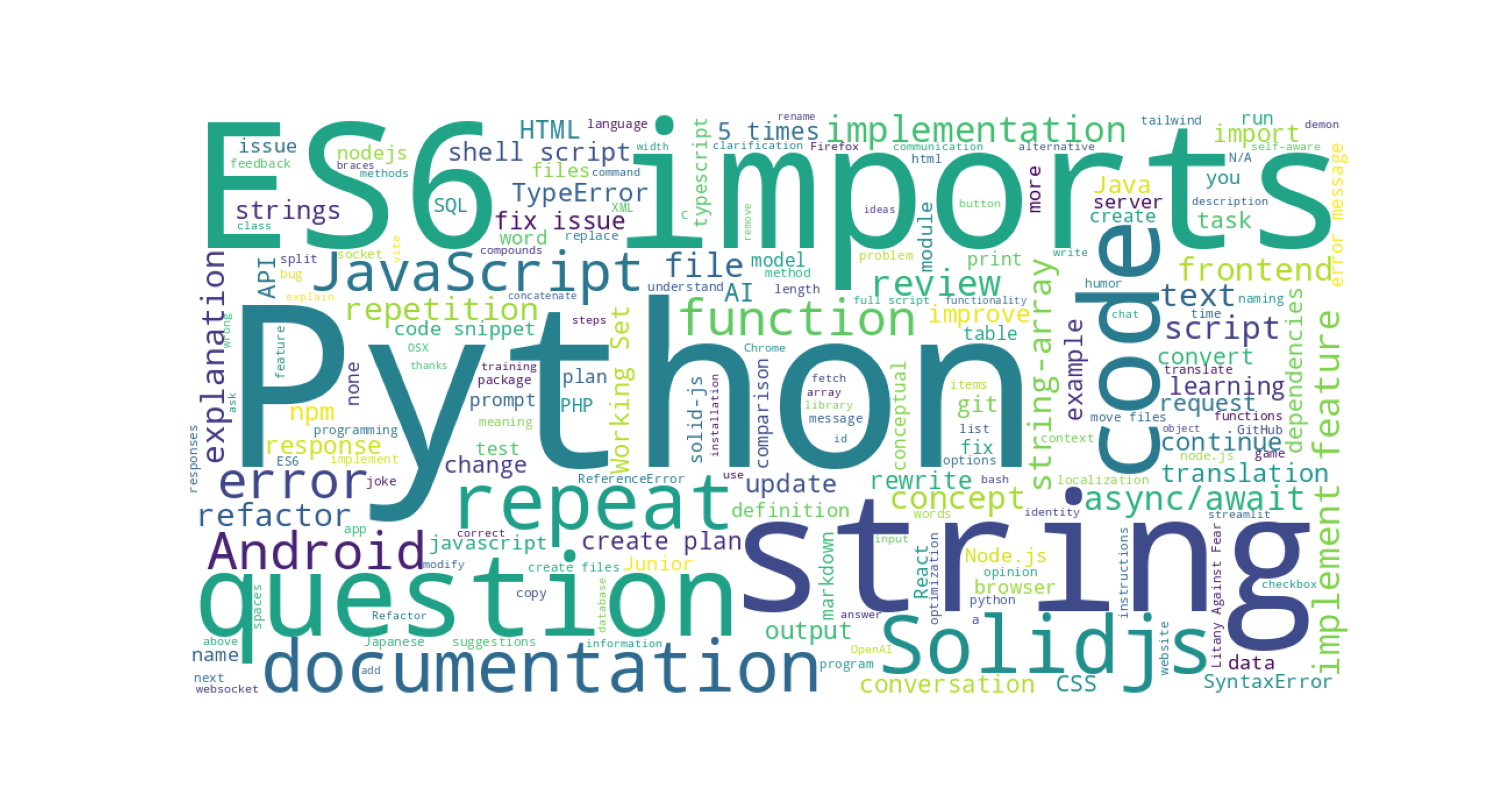 ES6 imports
Python
string
code
question
repeat
documentation
Solidjs
JavaScript
function
error
Android
file
review
implementation
frontend
implement feature
async/await
concept
explanation
repetition
refactor
string-array
script
text
continue
translation
learning
request
convert
dependencies
example
improve
table
print
module
more
Java
server
create
task
you
import
run
tailwind
demon
self-aware
N/A
description
error message
rename
5 times
clarification
Firefox
communication
alternative
html
ideas
button
HTML
language
width
shell script
files
command
TypeError
XML
C
typescript
remove
fix issue
word
replace
compounds
issue
feedback
braces
nodejs
methods
strings
class
SQL
split
socket
vite
API
bug
explain
concatenate
understand
AI
model
method
length
problem
full script
functionality
write
humor
chat
time
naming
translate
functions
move files
object
GitHub
game
context
node.js
localization
streamlit
identity
bash
options
list
fix
git
items
conceptual
fetch
array
library
message
id
Chrome
comparison
installation
solid-js
Working Set
steps
code snippet
OSX
thanks
training
package
plan
prompt
PHP
meaning
test
change
none
feature
wrong
ask
npm
programming
response
ES6
implement
responses
joke
ReferenceError
use
update
definition
rewrite
words
input
optimization
React
markdown
Node.js
opinion
browser
python
a
instructions
Litany Against Fear
checkbox
website
data
SyntaxError
CSS
conversation
OpenAI
program
output
answer
information
database
Junior
create plan
create files
copy
correct
modify
javascript
app
Refactor
Japanese
suggestions
spaces
above
name
next
websocket
add